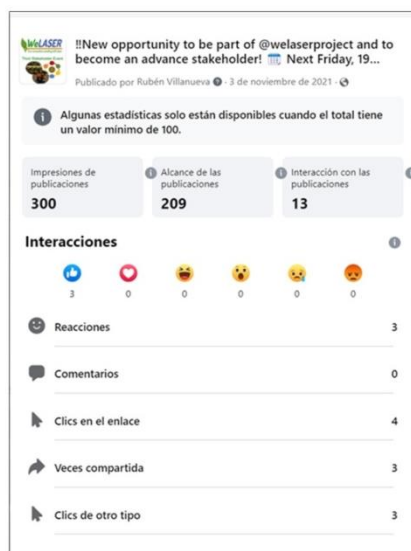 WeLASER
‼New opportunity to be part of @welaserproject and to
become an advance stakeholder! 🗓 Next Friday, 19...
Publicado por Rubén Villanueva · 3 de noviembre de 2021 ·
Algunas estadísticas solo están disponibles cuando el total tiene
un valor mínimo de 100.
Impresiones de
publicaciones
300
Alcance de las
publicaciones
209
Interacción con las
publicaciones
13
Interacciones
3 0 0 0 0 0
Reacciones 3
Comentarios 0
Clics en el enlace 4
Veces compartida 3
Clics de otro tipo 3